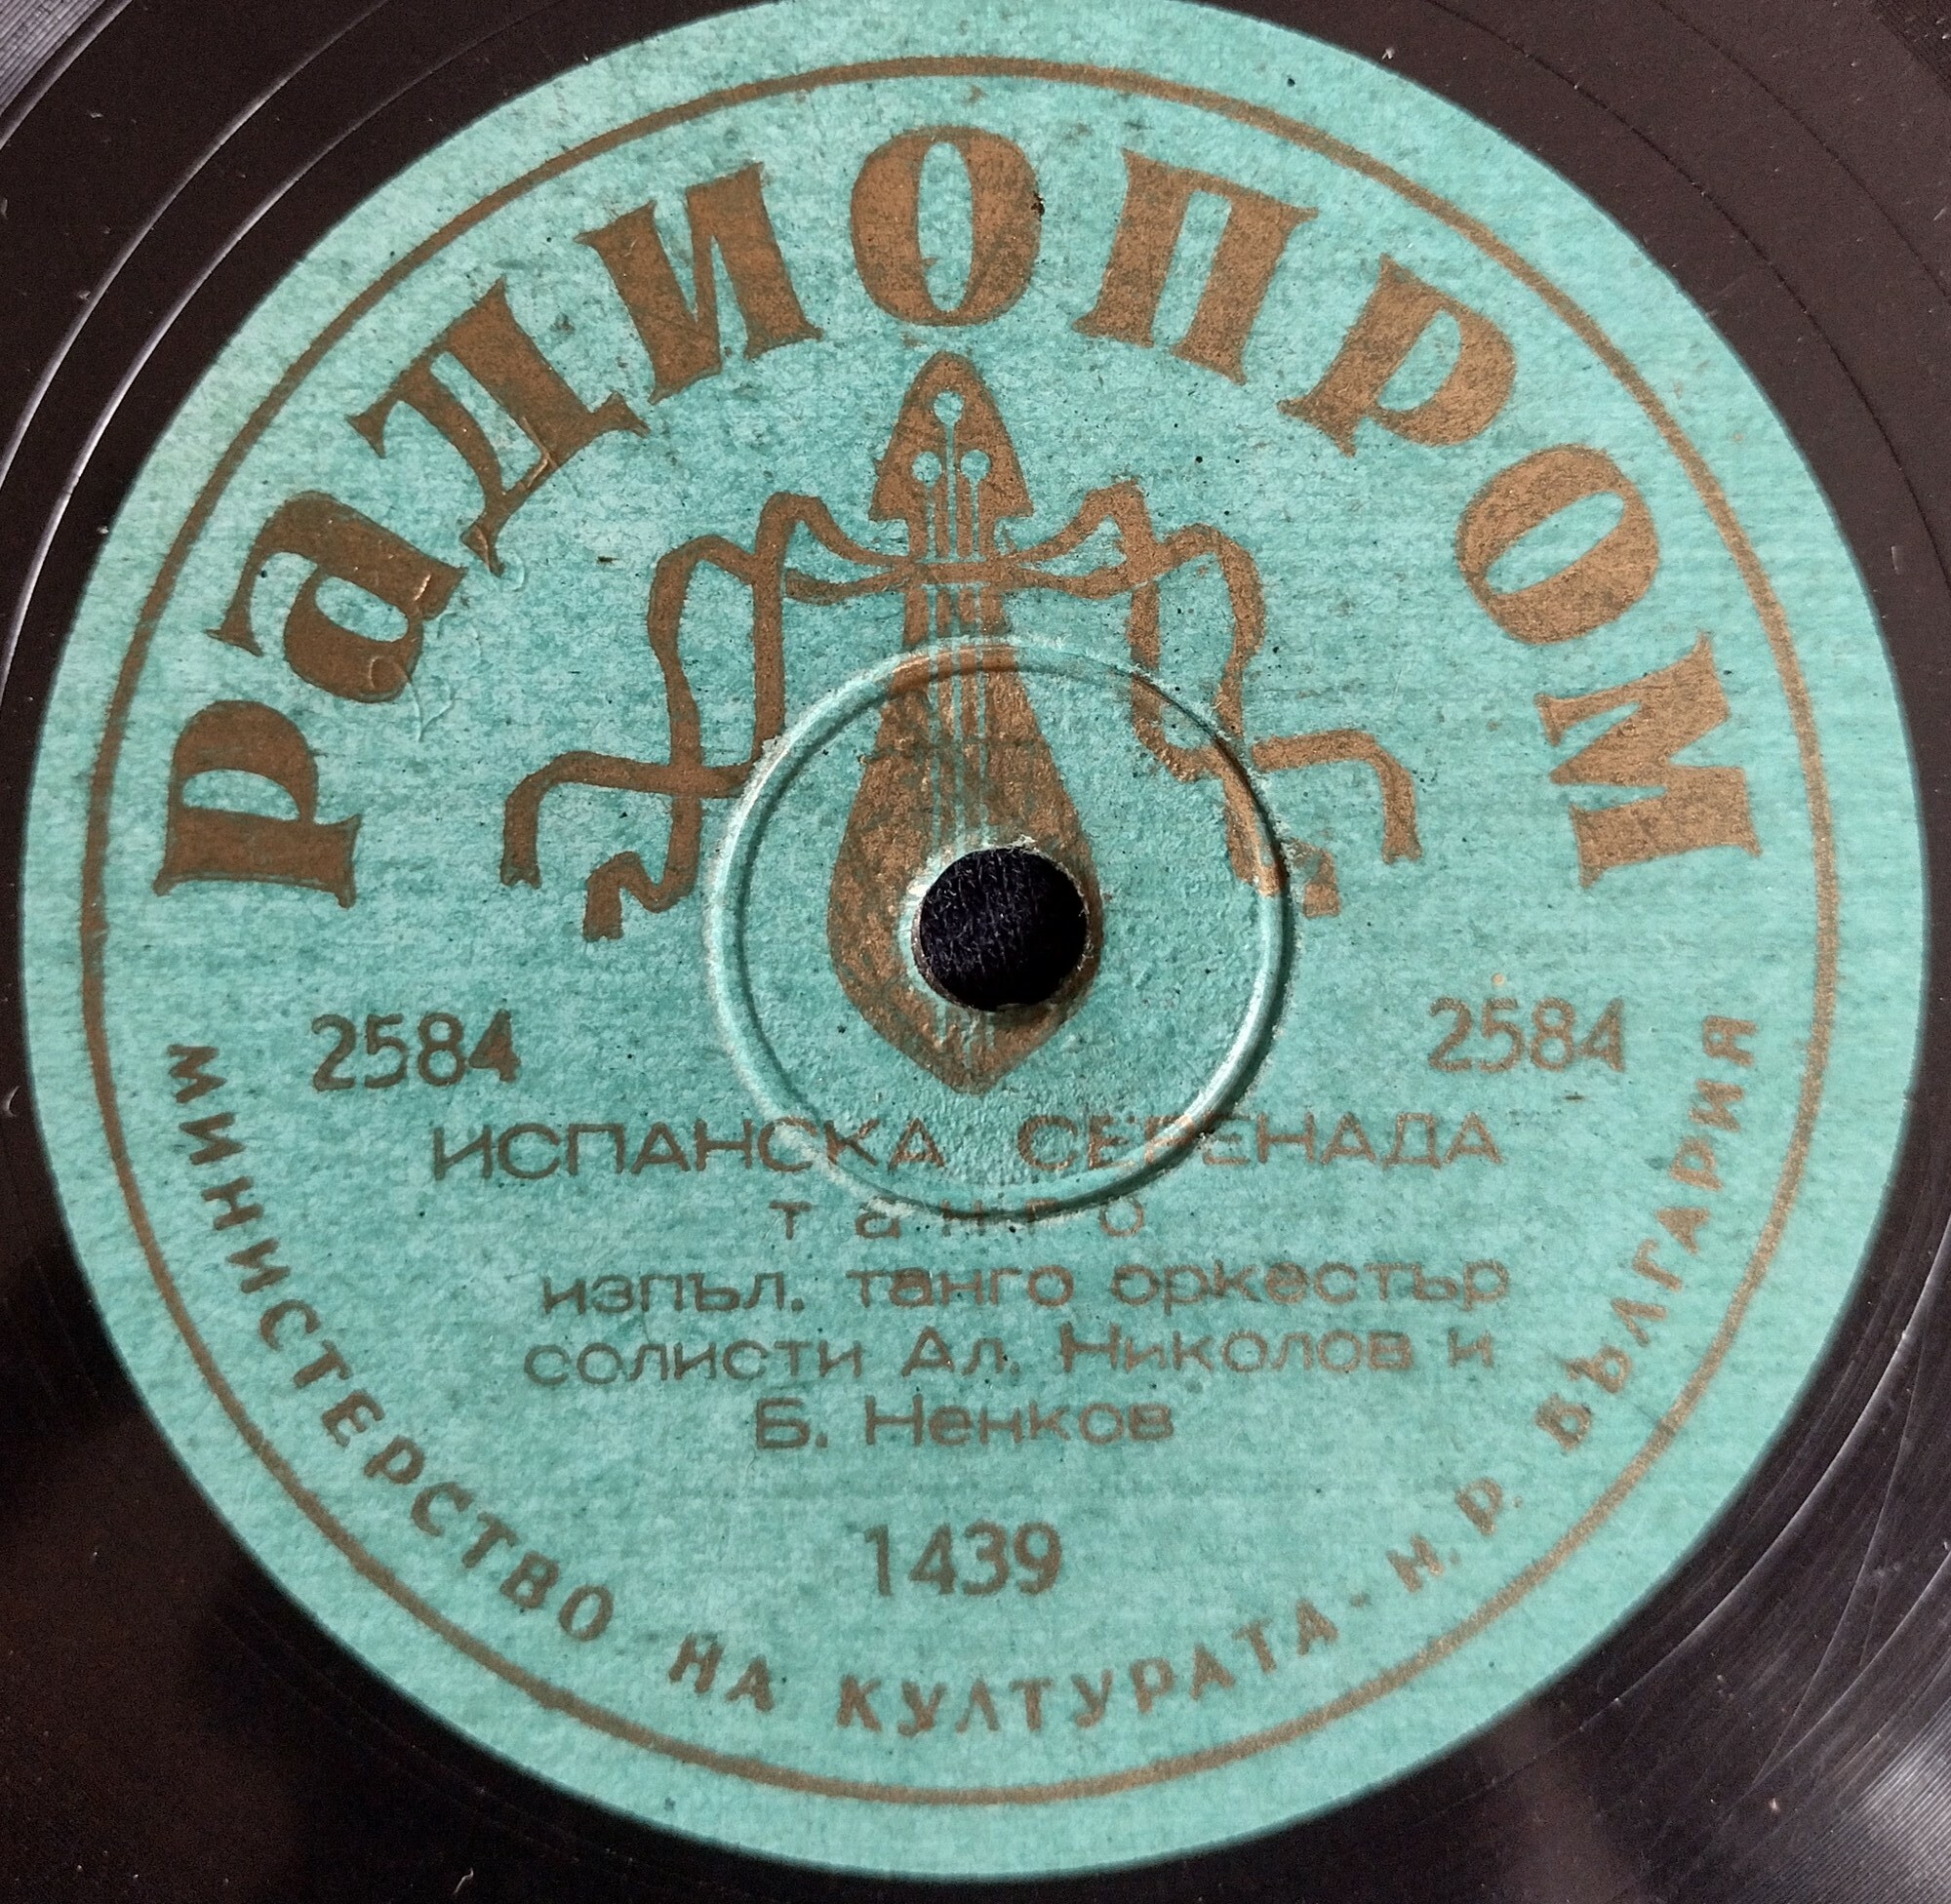 РаДИОПРОМ
2584 2584
ИСПАНСКА СЕРЕНАДА
танго
изпъл. танго оркестър
солисти Ал. Николов и
Б. Ненков
1439
МИНИСТЕРСТВО НА КУЛТУРАТА - Н. Р. БЪЛГАРИЯ